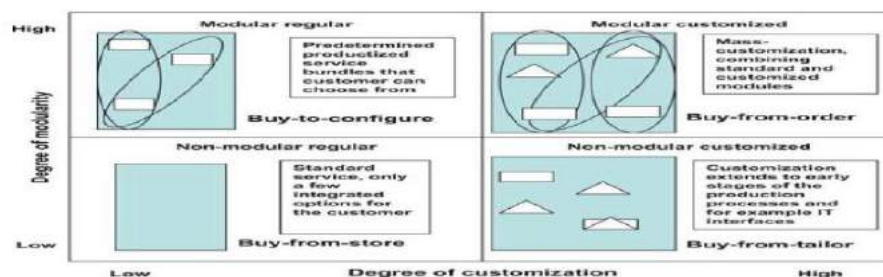 Modular regular
Modular customized
High
Predetermined
productized
service
bundles that
customer can
choose from
Mass-
customization,
combining
standard and
customized
modules
Buy-to-configure
Buy-from-order
Degree of modularity
Non-modular regular
Non-modular customized
Standard
service, only
a few
integrated
options for
the customer
Customization
extends to early
stages of the
production
processes and
for example IT
interfaces
Low
Buy-from-store
Buy-from-tailor
Low
Degree of customization
High